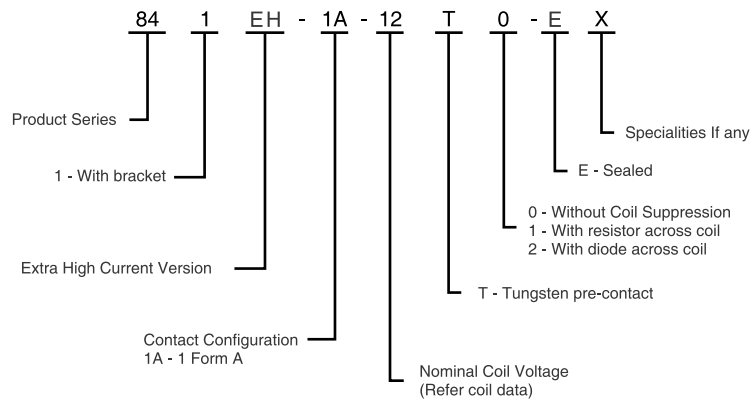 84 1 EH - 1A - 12 T 0 - E X
Product Series
Specialities If any
1 - With bracket
E - Sealed
0 - Without Coil Suppression
1 - With resistor across coil
2 - With diode across coil
Extra High Current Version
T - Tungsten pre-contact
Contact Configuration
1A - 1 Form A
Nominal Coil Voltage
(Refer coil data)